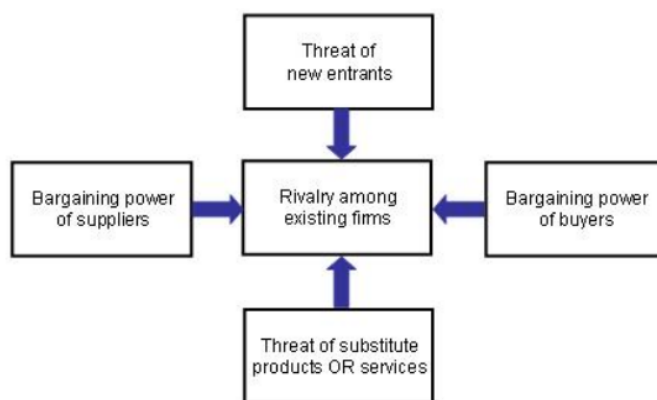 Threat of
new entrants
Bargaining power
of suppliers
Rivalry among
existing firms
Bargaining power
of buyers
Threat of substitute
products OR services